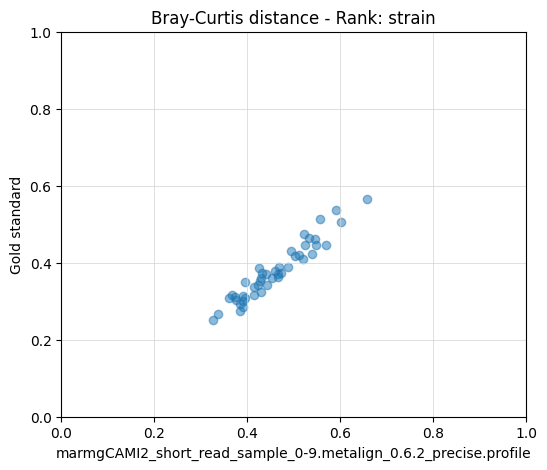 Bray-Curtis distance - Rank: strain
1.0
0.8
0.6
0.4
0.2
0.0
Gold standard
0.0 0.2 0.4 0.6 0.8 1.0
marmgCAMI2_short_read_sample_0-9.metalign_0.6.2_precise.profile